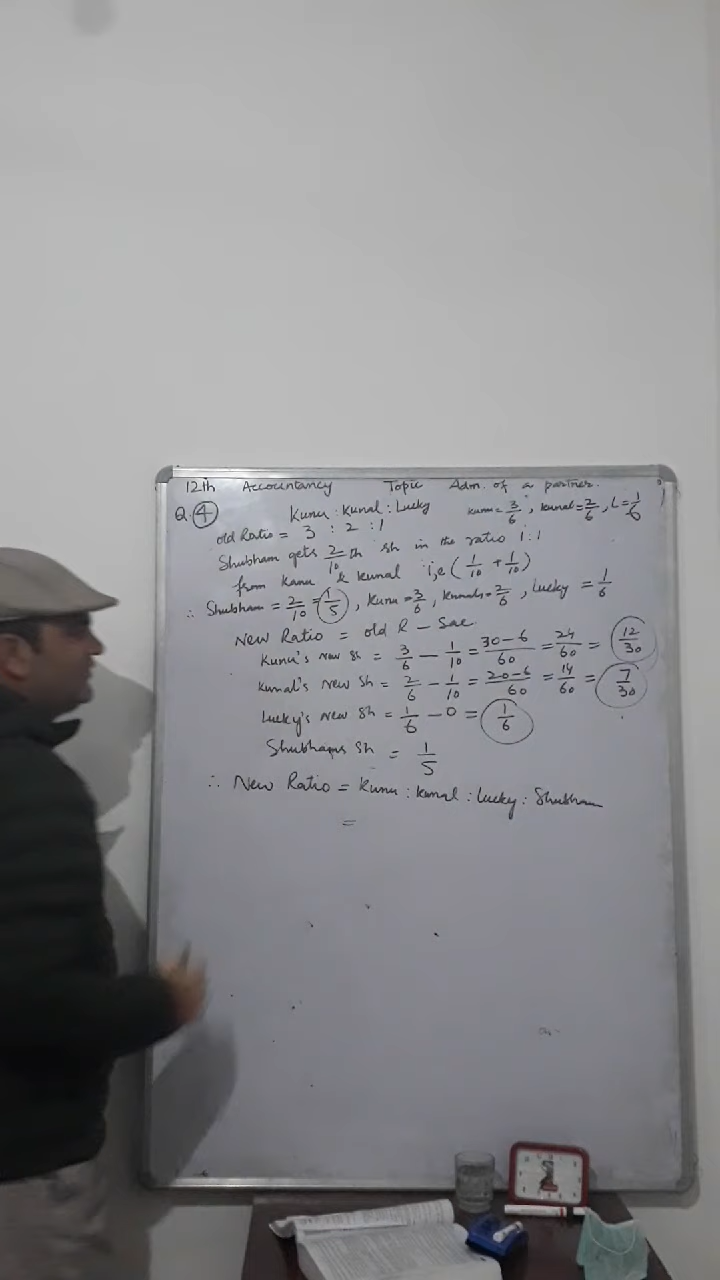 12th Accountancy Topic Adm. of a partner.
Q.④ Kunu : Kunal : Lucky Kunu = 3/6, Kunal = 2/6, L = 1/6
old Ratio = 3 : 2 : 1
Shubham gets 2/10 th sh in the ratio 1:1
from Kanu & Kunal i,e (1/10 + 1/10)
∴ Shubham = 2/10 = 1/5, Kunu = 3/6, Kunal = 2/6, Lucky = 1/6
New Ratio = old R – Sac
Kunu's New Sh = 3/6 – 1/10 = 30–6/60 = 24/60 = 12/30
Kunal's New Sh = 2/6 – 1/10 = 20–6/60 = 14/60 = 7/30
Lucky's New Sh = 1/6 – 0 = 1/6
Shubhams Sh = 1/5
∴ New Ratio = Kunu : Kunal : Lucky : Shubham
=